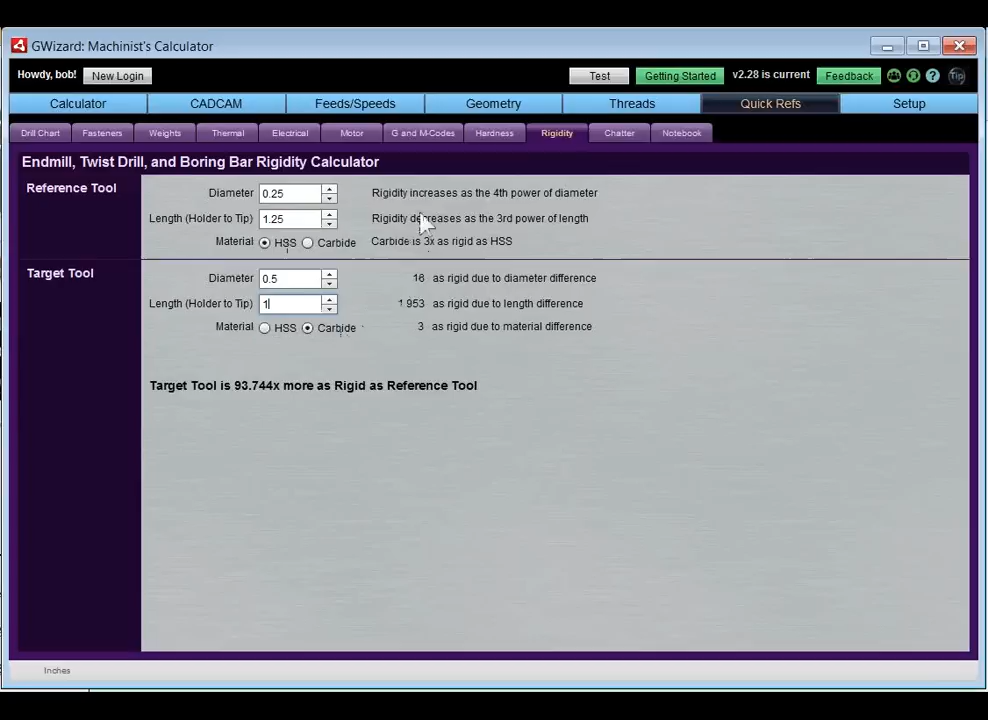 GWizard: Machinist's Calculator
Howdy, bob! New Login Test Getting Started v2.28 is current Feedback Tip
Calculator CADCAM Feeds/Speeds Geometry Threads Quick Refs Setup
Drill Chart Fasteners Weights Thermal Electrical Motor G and M-Codes Hardness Rigidity Chatter Notebook
Endmill, Twist Drill, and Boring Bar Rigidity Calculator
Reference Tool
Diameter 0.25 Rigidity increases as the 4th power of diameter
Length (Holder to Tip) 1.25 Rigidity decreases as the 3rd power of length
Material HSS Carbide Carbide is 3x as rigid as HSS
Target Tool
Diameter 0.5 16 as rigid due to diameter difference
Length (Holder to Tip) 1 1 953 as rigid due to length difference
Material HSS Carbide 3 as rigid due to material difference
Target Tool is 93.744x more as Rigid as Reference Tool
Inches